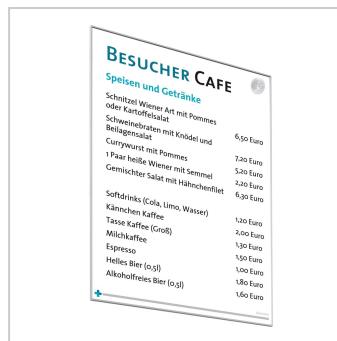 BESUCHER CAFE
Speisen und Getränke
Schnitzel Wiener Art mit Pommes
oder Kartoffelsalat 6,50 Euro
Schweinebraten mit Knödel und
Beilagensalat 7,20 Euro
Currywurst mit Pommes 5,20 Euro
1 Paar heiße Wiener mit Semmel 2,20 Euro
Gemischter Salat mit Hähnchenfilet 6,30 Euro
Softdrinks (Cola, Limo, Wasser) 1,20 Euro
Kännchen Kaffee 2,00 Euro
Tasse Kaffee (Groß) 1,30 Euro
Milchkaffee 1,50 Euro
Espresso 1,00 Euro
Helles Bier (0,5l) 1,80 Euro
Alkoholfreies Bier (0,5l) 1,60 Euro